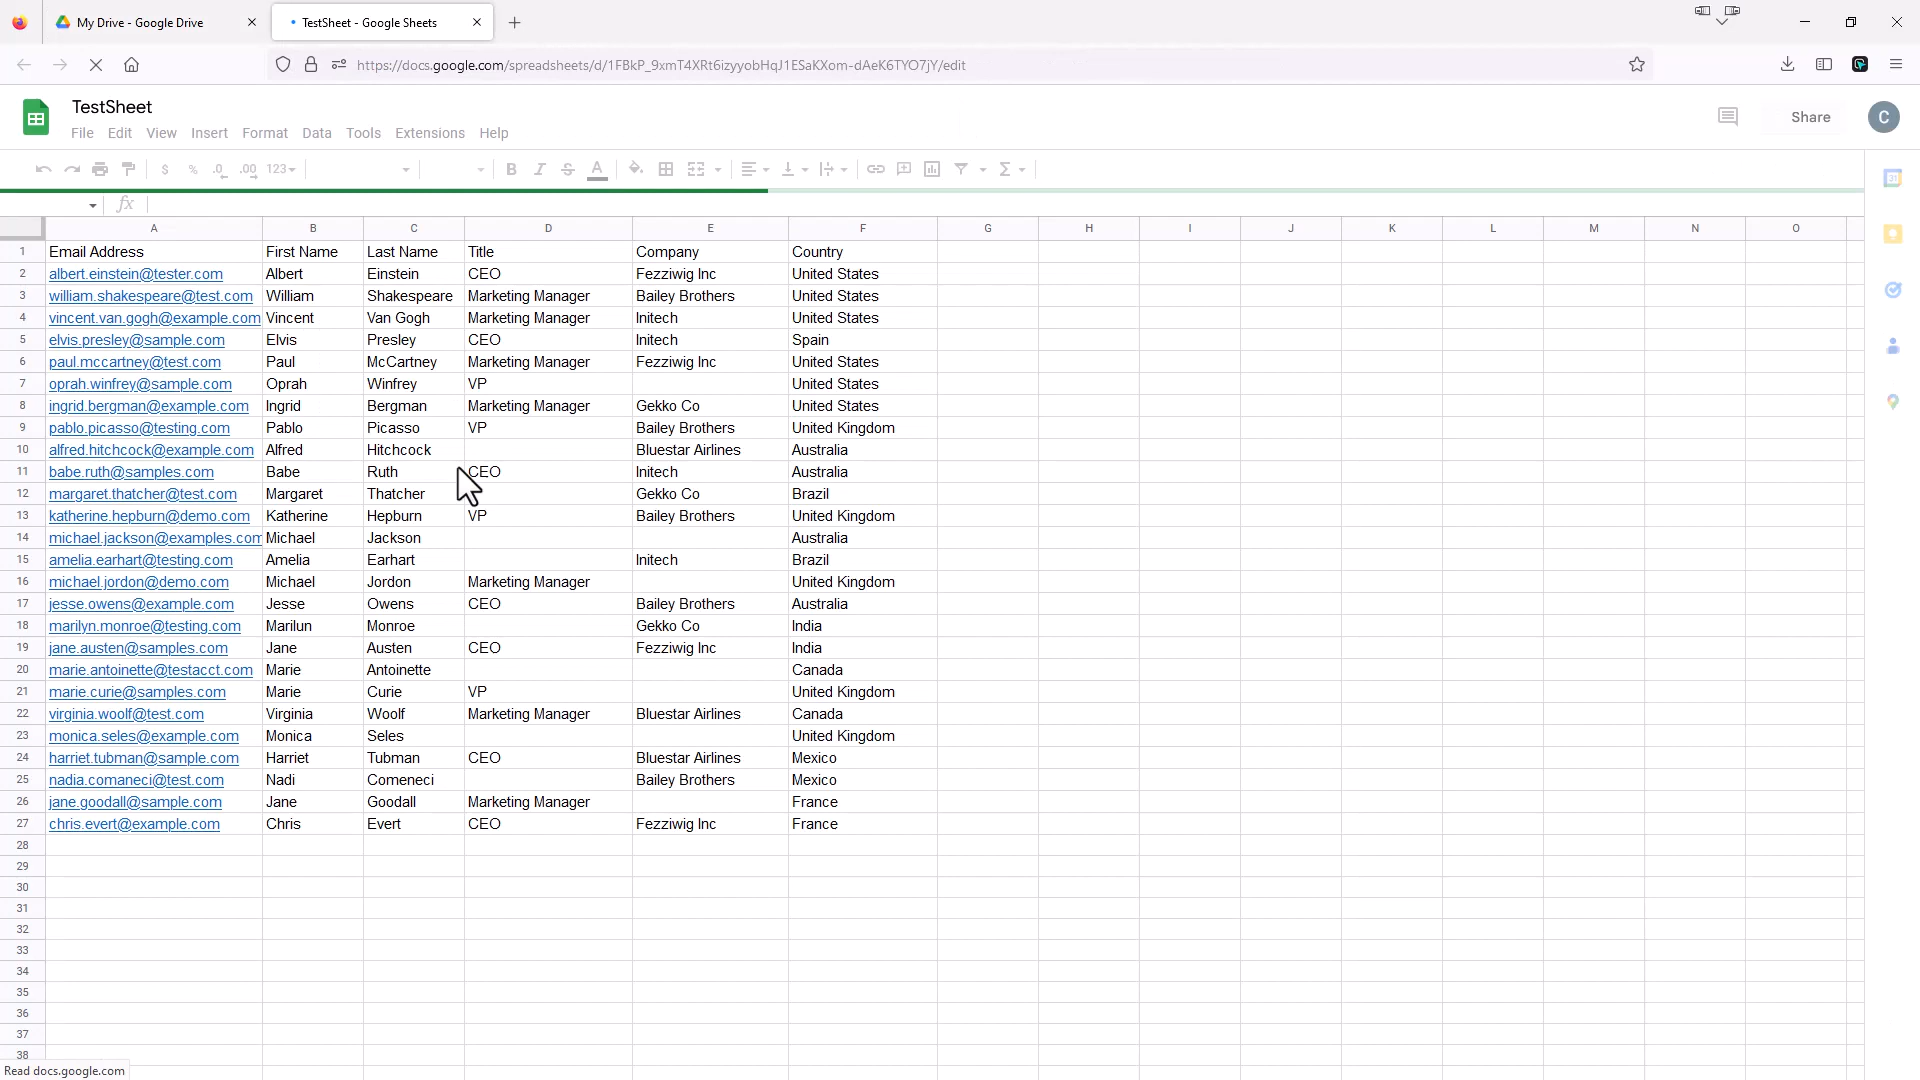 My Drive - Google Drive
TestSheet - Google Sheets
https://docs.google.com/spreadsheets/d/1FBkP_9xmT4XRt6izyyobHqJ1ESaKXom-dAeK6TYO7jY/edit
TestSheet
File Edit View Insert Format Data Tools Extensions Help
Share
C
$ % .0 .00 123
fx
31
A B C D E F G H I J K L M N O
1 Email Address First Name Last Name Title Company Country
2 albert.einstein@tester.com Albert Einstein CEO Fezziwig Inc United States
3 william.shakespeare@test.com William Shakespeare Marketing Manager Bailey Brothers United States
4 vincent.van.gogh@example.com Vincent Van Gogh Marketing Manager Initech United States
5 elvis.presley@sample.com Elvis Presley CEO Initech Spain
6 paul.mccartney@test.com Paul McCartney Marketing Manager Fezziwig Inc United States
7 oprah.winfrey@sample.com Oprah Winfrey VP United States
8 ingrid.bergman@example.com Ingrid Bergman Marketing Manager Gekko Co United States
9 pablo.picasso@testing.com Pablo Picasso VP Bailey Brothers United Kingdom
10 alfred.hitchcock@example.com Alfred Hitchcock Bluestar Airlines Australia
11 babe.ruth@samples.com Babe Ruth CEO Initech Australia
12 margaret.thatcher@test.com Margaret Thatcher Gekko Co Brazil
13 katherine.hepburn@demo.com Katherine Hepburn VP Bailey Brothers United Kingdom
14 michael.jackson@examples.com Michael Jackson Australia
15 amelia.earhart@testing.com Amelia Earhart Initech Brazil
16 michael.jordon@demo.com Michael Jordon Marketing Manager United Kingdom
17 jesse.owens@example.com Jesse Owens CEO Bailey Brothers Australia
18 marilyn.monroe@testing.com Marilun Monroe Gekko Co India
19 jane.austen@samples.com Jane Austen CEO Fezziwig Inc India
20 marie.antoinette@testacct.com Marie Antoinette Canada
21 marie.curie@samples.com Marie Curie VP United Kingdom
22 virginia.woolf@test.com Virginia Woolf Marketing Manager Bluestar Airlines Canada
23 monica.seles@example.com Monica Seles United Kingdom
24 harriet.tubman@sample.com Harriet Tubman CEO Bluestar Airlines Mexico
25 nadia.comaneci@test.com Nadi Comeneci Bailey Brothers Mexico
26 jane.goodall@sample.com Jane Goodall Marketing Manager France
27 chris.evert@example.com Chris Evert CEO Fezziwig Inc France
28
29
30
31
32
33
34
35
36
37
38
Read docs.google.com